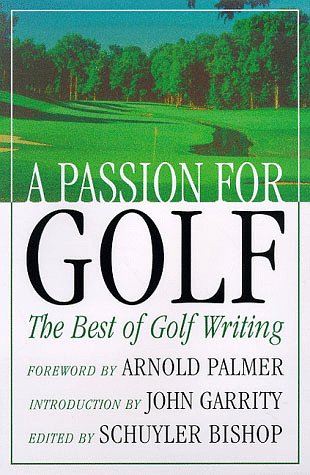 A PASSION FOR
GOLF
The Best of Golf Writing
FOREWORD BY ARNOLD PALMER
INTRODUCTION BY JOHN GARRITY
EDITED BY SCHUYLER BISHOP